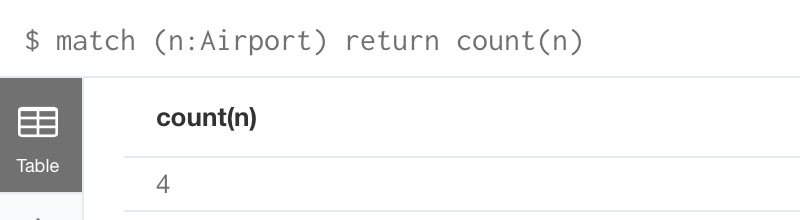 $ match (n:Airport) return count(n)
count(n)
Table
4